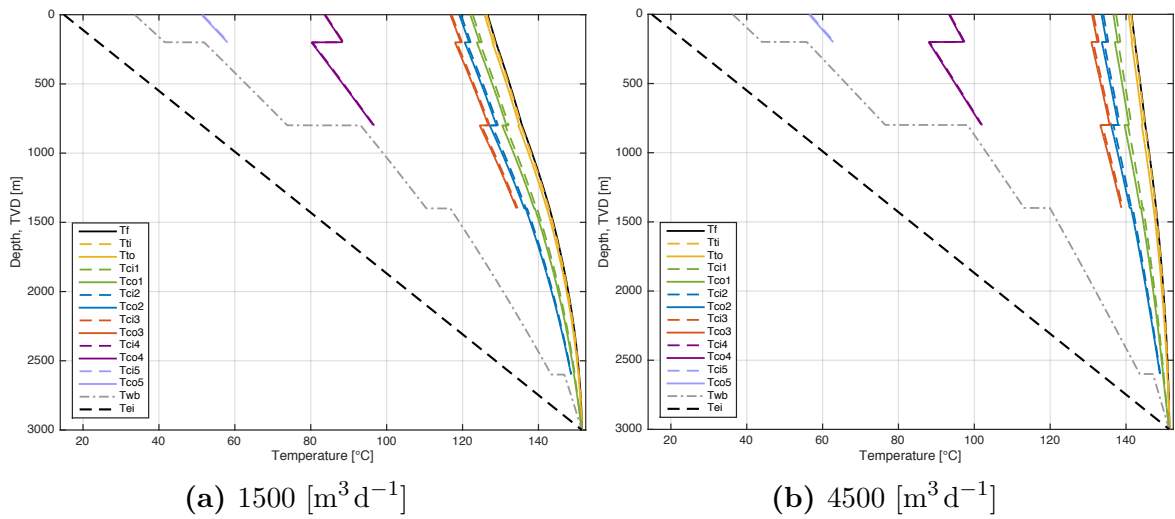 20 40 60 80 100 120 140
0
500
1000
1500
2000
2500
3000
Depth, TVD [m]
Temperature [°C]
Tf
Tti
Tto
Tci1
Tco1
Tci2
Tco2
Tci3
Tco3
Tci4
Tco4
Tci5
Tco5
Twb
Tei
(a) 1500 [m³ d⁻¹]
20 40 60 80 100 120 140
0
500
1000
1500
2000
2500
3000
Depth, TVD [m]
Temperature [°C]
Tf
Tti
Tto
Tci1
Tco1
Tci2
Tco2
Tci3
Tco3
Tci4
Tco4
Tci5
Tco5
Twb
Tei
(b) 4500 [m³ d⁻¹]